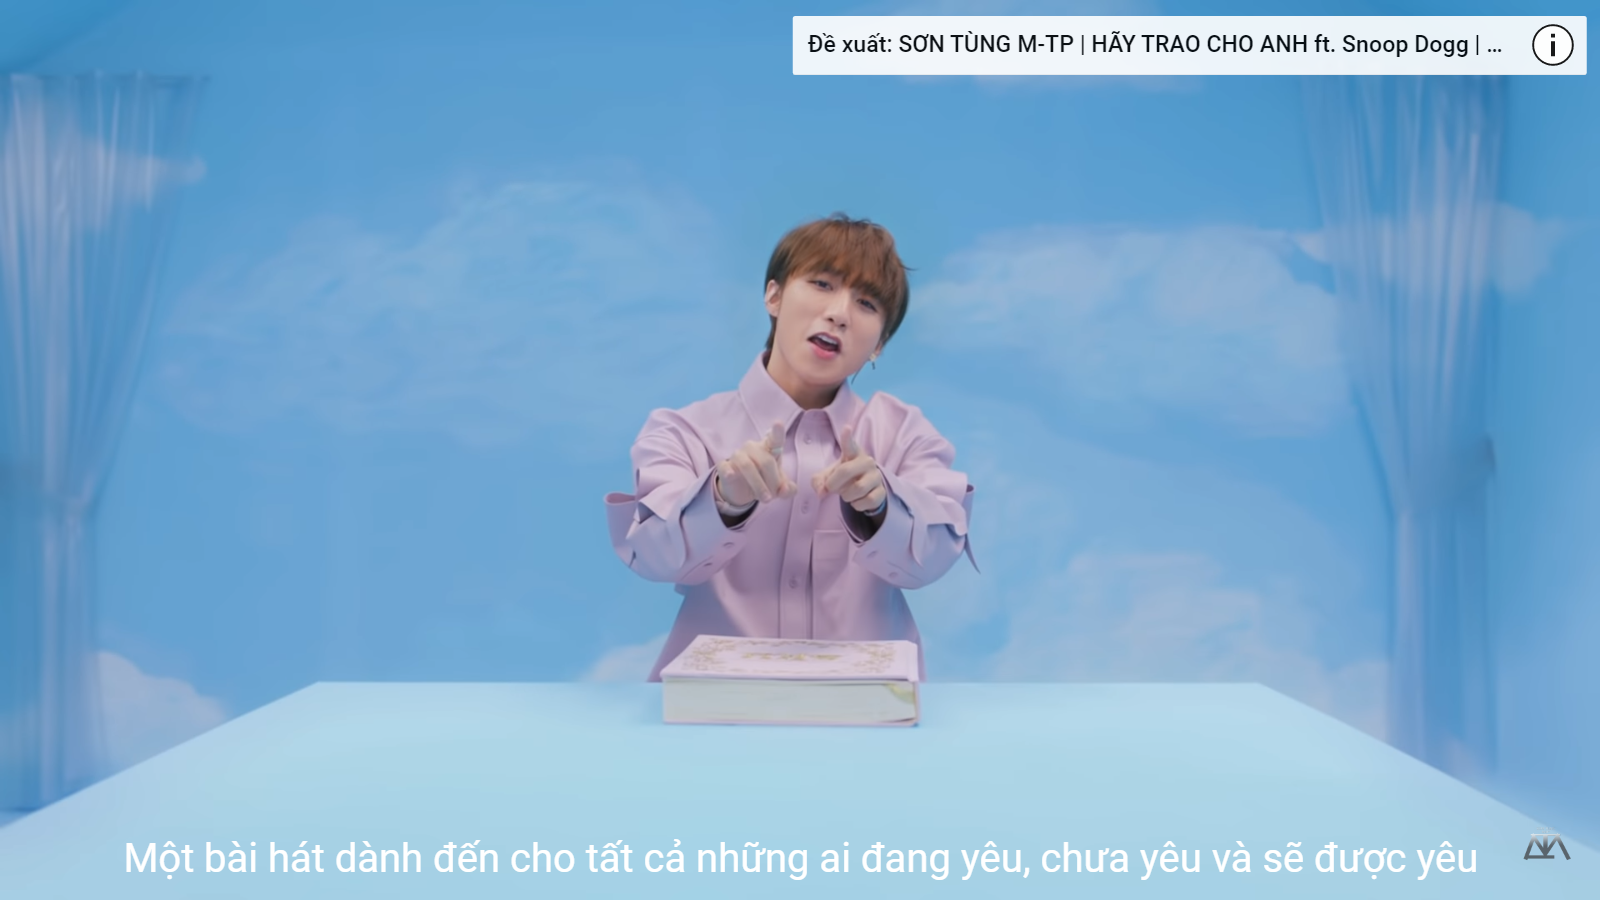 Đề xuất: SƠN TÙNG M-TP | HÃY TRAO CHO ANH ft. Snoop Dogg | ...
Một bài hát dành đến cho tất cả những ai đang yêu, chưa yêu và sẽ được yêu